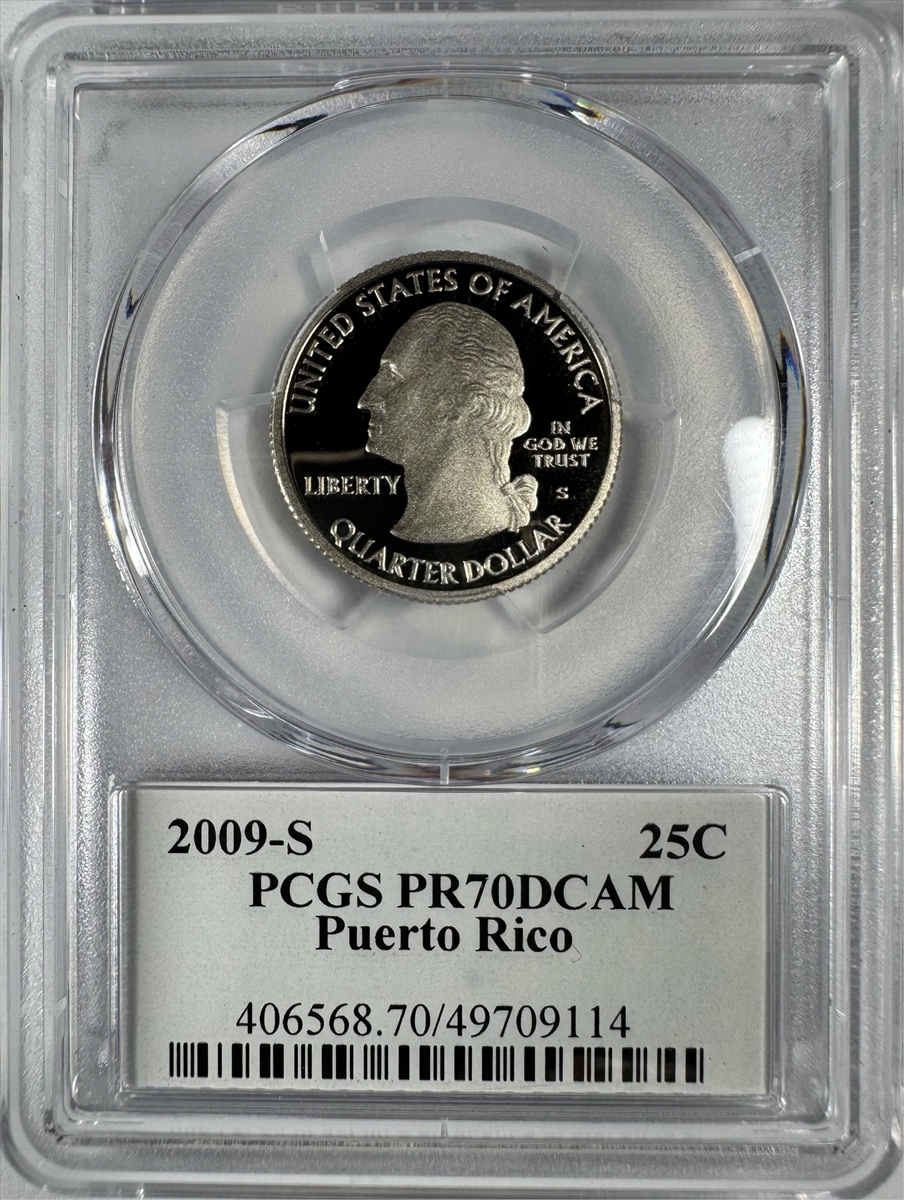 UNITED STATES OF AMERICA
IN
GOD WE
TRUST
LIBERTY
S
QUARTER DOLLAR
2009-S 25C
PCGS PR70DCAM
Puerto Rico
406568.70/49709114